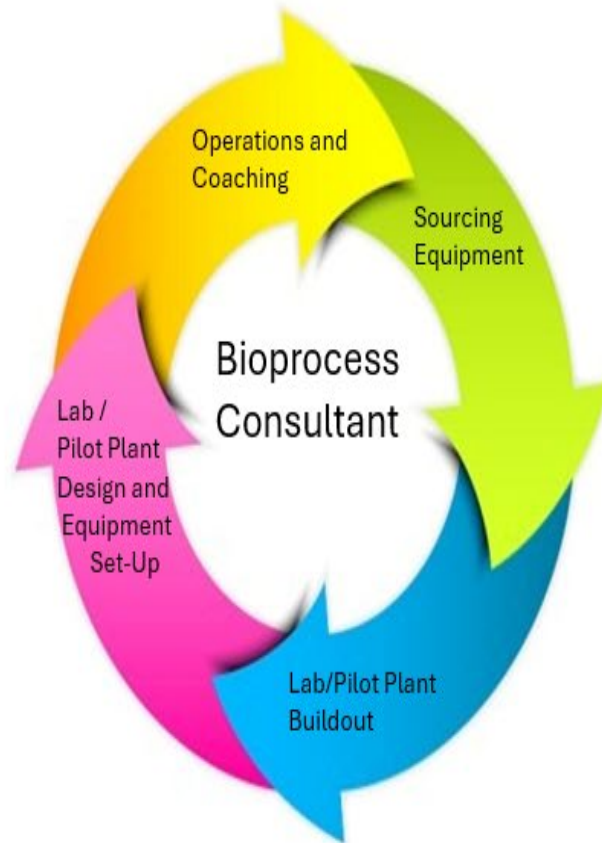 Operations and
Coaching
Sourcing
Equipment
Bioprocess
Consultant
Lab /
Pilot Plant
Design and
Equipment
Set-Up
Lab/Pilot Plant
Buildout